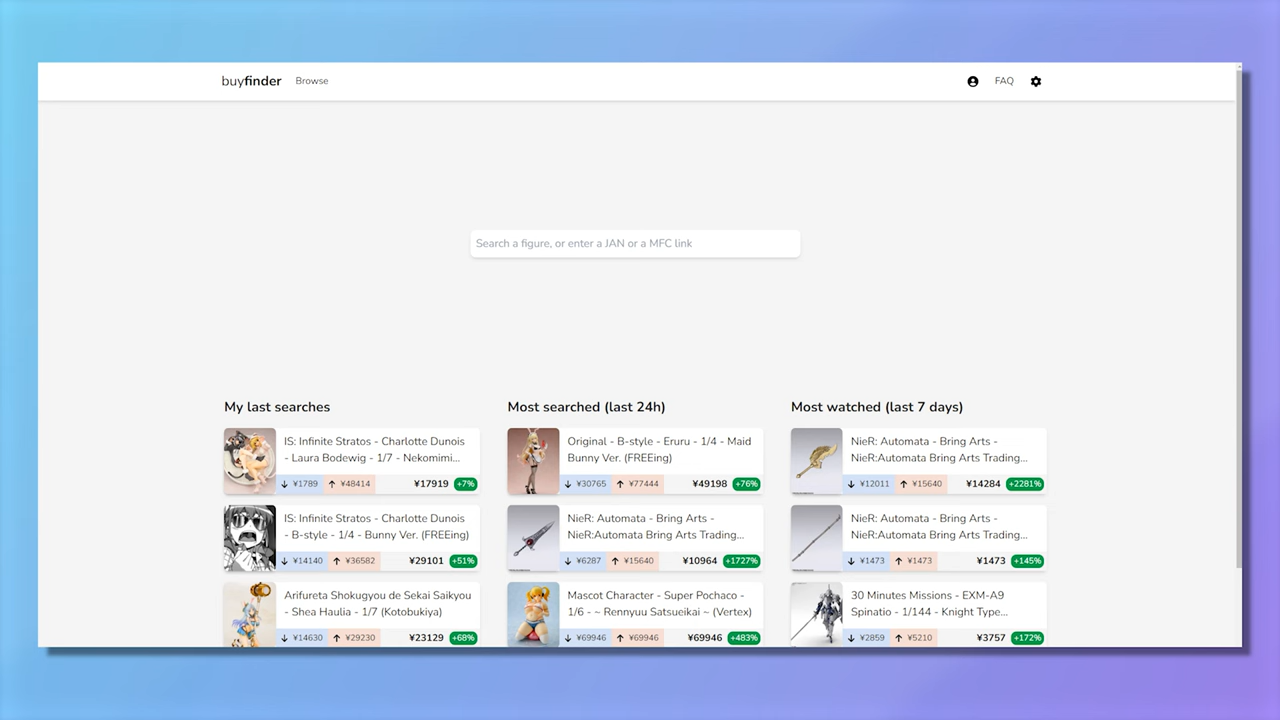 buyfinder
Browse
FAQ
Search a figure, or enter a JAN or a MFC link
My last searches
IS: Infinite Stratos - Charlotte Dunois
- Laura Bodewig - 1/7 - Nekomimi...
↓ ¥1789 ↑ ¥48414 ¥17919 +7%
IS: Infinite Stratos - Charlotte Dunois
- B-style - 1/4 - Bunny Ver. (FREEing)
↓ ¥14140 ↑ ¥36582 ¥29101 +51%
Arifureta Shokugyou de Sekai Saikyou
- Shea Haulia - 1/7 (Kotobukiya)
↓ ¥14630 ↑ ¥29230 ¥23129 +68%
Most searched (last 24h)
Original - B-style - Eruru - 1/4 - Maid
Bunny Ver. (FREEing)
↓ ¥30765 ↑ ¥77444 ¥49198 +76%
NieR: Automata - Bring Arts -
NieR:Automata Bring Arts Trading...
↓ ¥6287 ↑ ¥15640 ¥10964 +1727%
Mascot Character - Super Pochaco -
1/6 - ~ Rennyuu Satsueikai ~ (Vertex)
↓ ¥69946 ↑ ¥69946 ¥69946 +483%
Most watched (last 7 days)
NieR: Automata - Bring Arts -
NieR:Automata Bring Arts Trading...
↓ ¥12011 ↑ ¥15640 ¥14284 +2281%
NieR: Automata - Bring Arts -
NieR:Automata Bring Arts Trading...
↓ ¥1473 ↑ ¥1473 ¥1473 +145%
30 Minutes Missions - EXM-A9
Spinatio - 1/144 - Knight Type...
↓ ¥2859 ↑ ¥5210 ¥3757 +172%